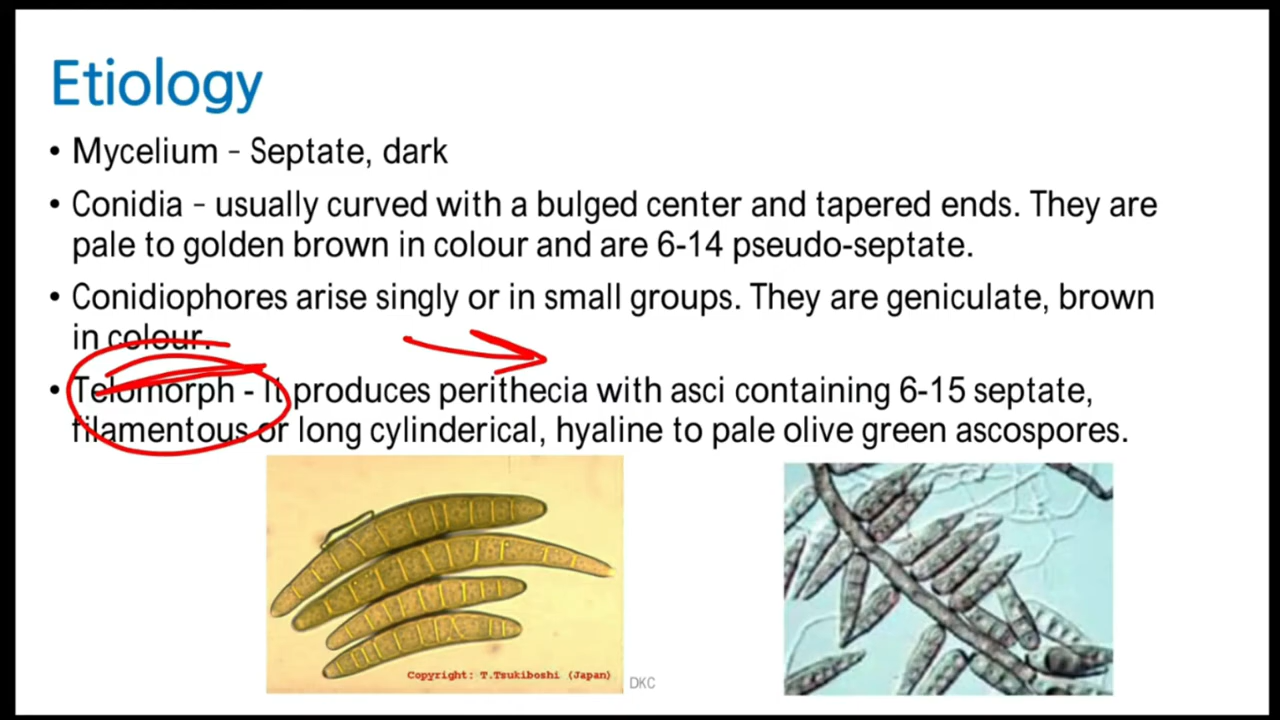 Etiology
• Mycelium – Septate, dark
• Conidia – usually curved with a bulged center and tapered ends. They are
pale to golden brown in colour and are 6-14 pseudo-septate.
• Conidiophores arise singly or in small groups. They are geniculate, brown
in colour.
• Telomorph - It produces perithecia with asci containing 6-15 septate,
filamentous or long cylinderical, hyaline to pale olive green ascospores.
Copyright: T.Tsukiboshi (Japan)
DKC